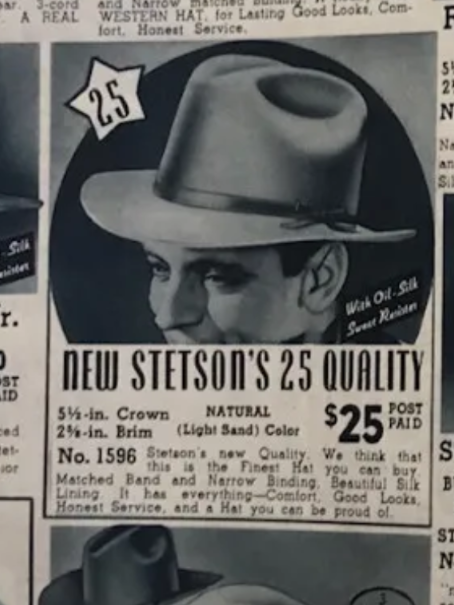 ear. 3-cord
A REAL
and Narrow matched Binding.
WESTERN HAT, for Lasting Good Looks, Com-
fort, Honest Service.
25
Silk
With Oil-Silk
Sweat Resister
NEW STETSON'S 25 QUALITY
5½-in. Crown
2⅝-in. Brim
NATURAL
(Light Sand) Color
$25 POST
PAID
No. 1596 Stetson's new Quality. We think that
this is the Finest Hat you can buy.
Matched Band and Narrow Binding. Beautiful Silk
Lining. It has everything—Comfort, Good Looks,
Honest Service, and a Hat you can be proud of.